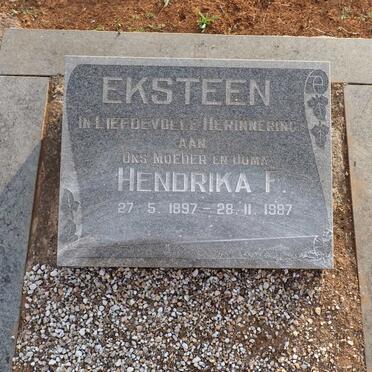 EKSTEEN
IN LIEFDEVOLLE HERINNERING
AAN
ONS MOEDER EN OUMA
HENDRIKA F.
27. 5. 1897 – 28. 11. 1987